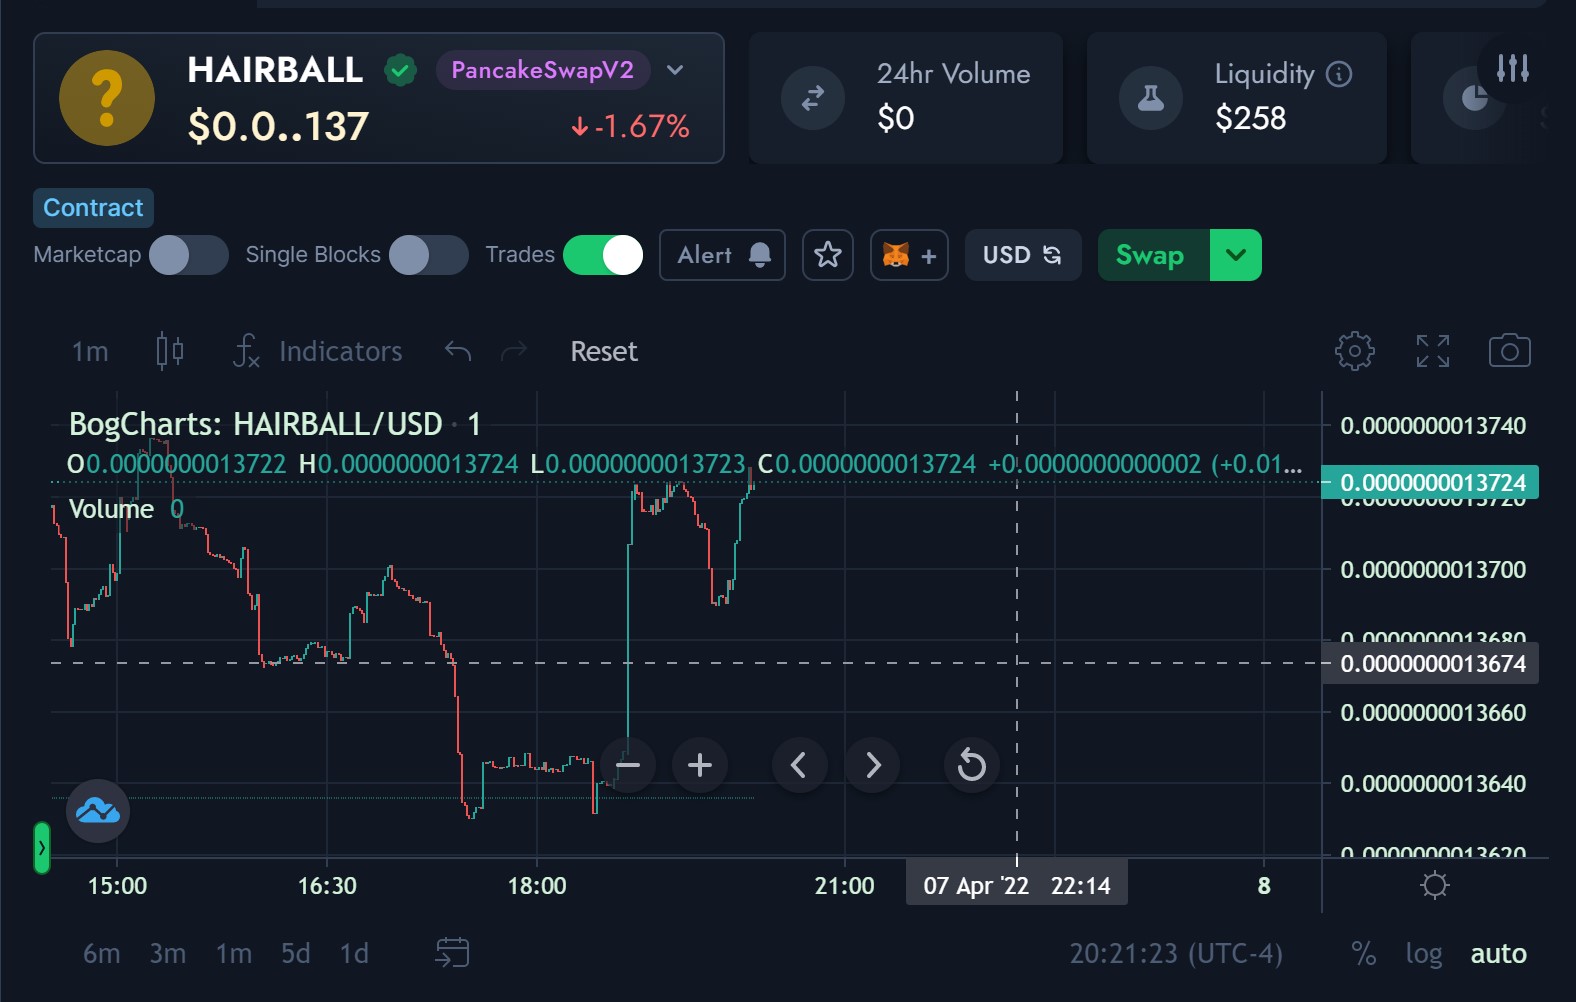 HAIRBALL PancakeSwapV2
$0.0..137 -1.67%
24hr Volume
$0
Liquidity
$258
Contract
Marketcap Single Blocks Trades Alert + USD Swap
1m Indicators Reset
BogCharts: HAIRBALL/USD · 1
O0.0000000013722 H0.0000000013724 L0.0000000013723 C0.0000000013724 +0.0000000000002 (+0.01...
Volume 0
0.0000000013740
0.0000000013724
0.0000000013720
0.0000000013700
0.0000000013680
0.0000000013674
0.0000000013660
0.0000000013640
0.0000000013620
15:00 16:30 18:00 21:00 07 Apr '22 22:14 8
6m 3m 1m 5d 1d 20:21:23 (UTC-4) % log auto